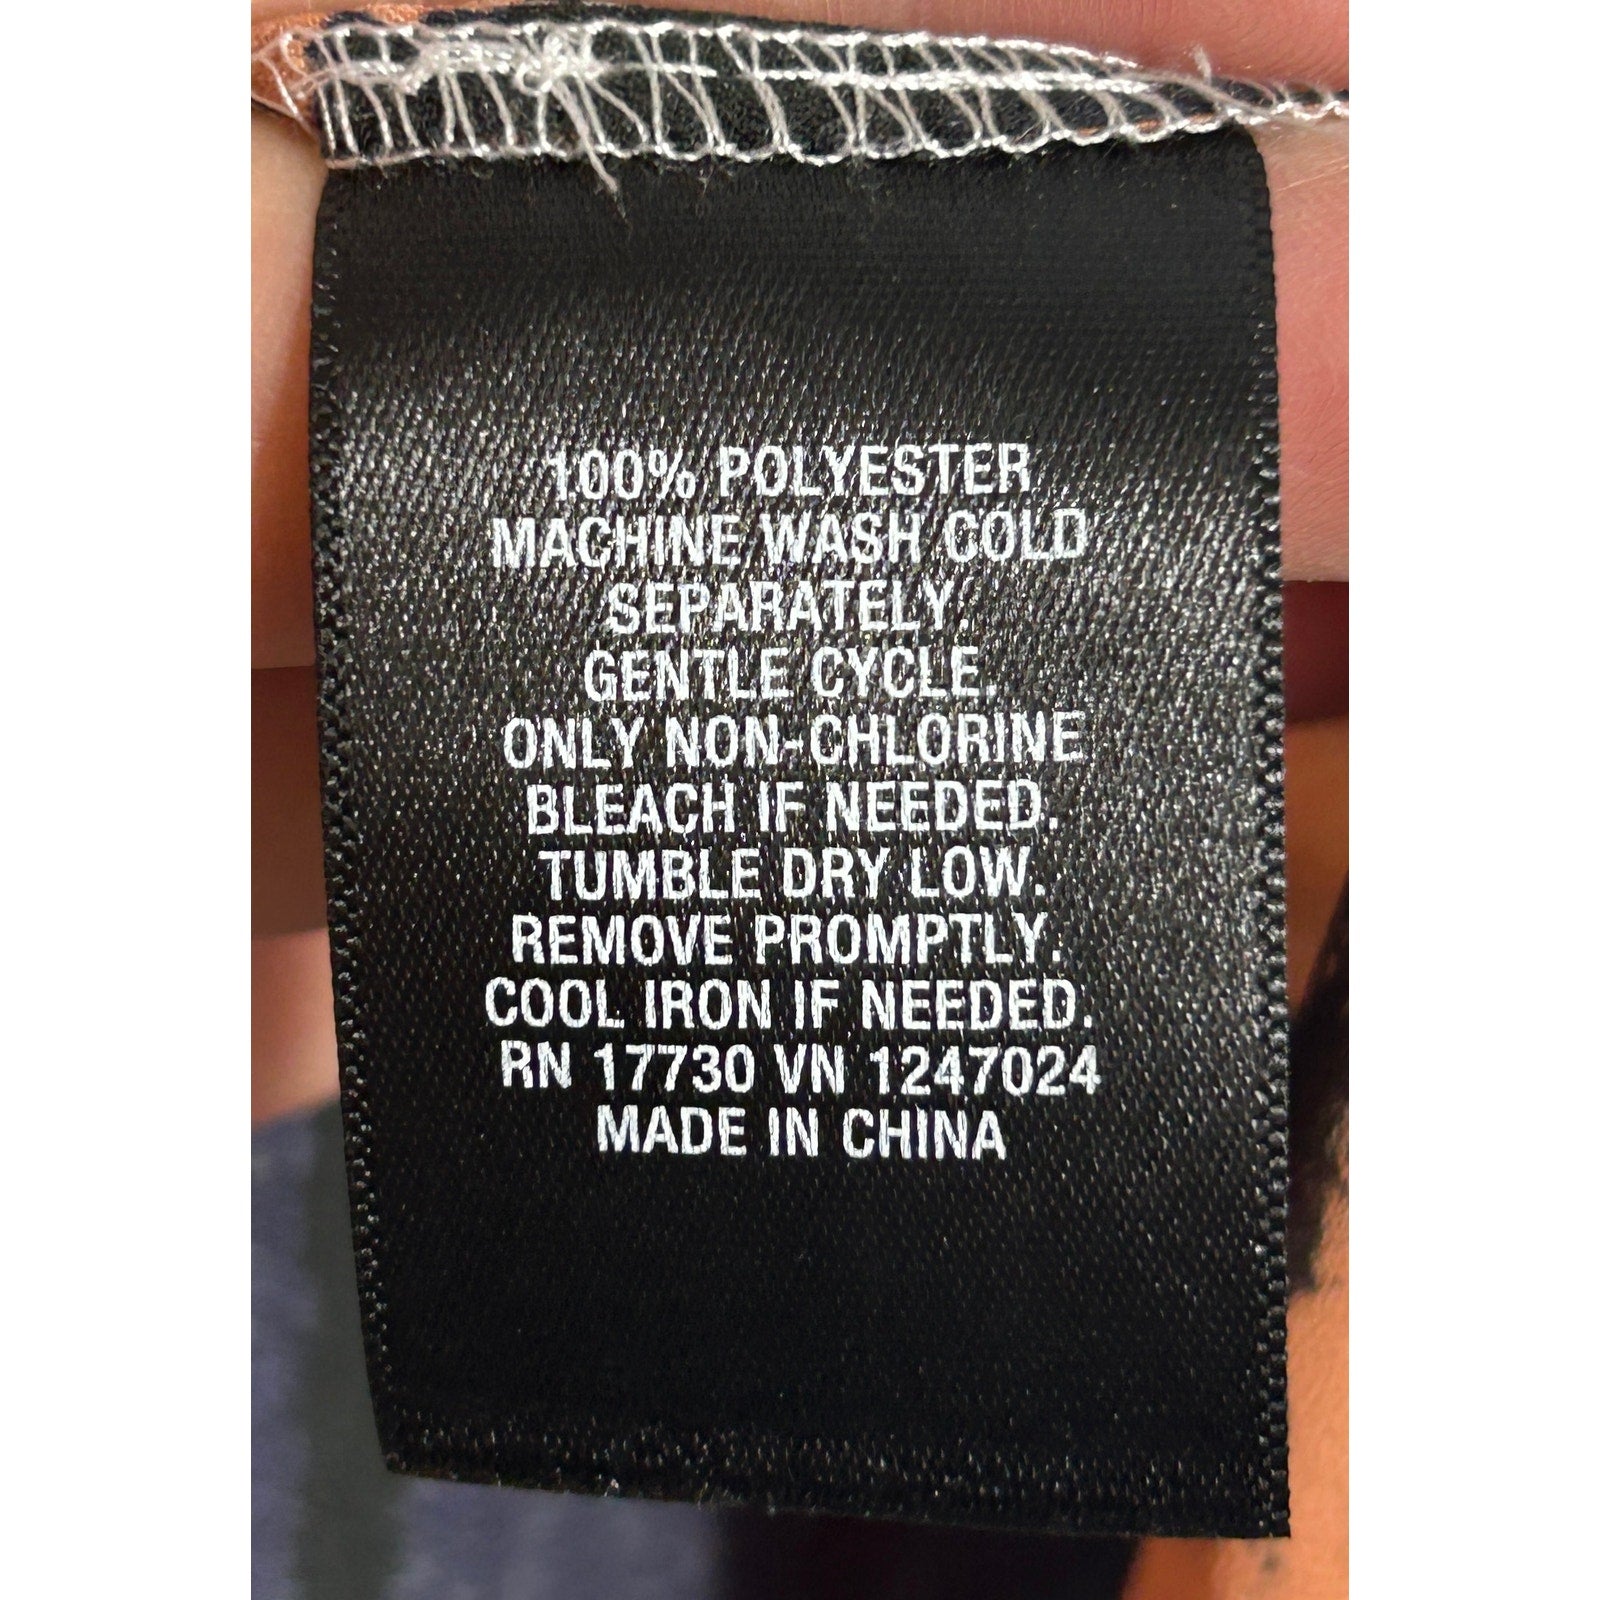 100% POLYESTER
MACHINE WASH COLD
SEPARATELY.
GENTLE CYCLE.
ONLY NON-CHLORINE
BLEACH IF NEEDED.
TUMBLE DRY LOW.
REMOVE PROMPTLY.
COOL IRON IF NEEDED.
RN 17730 VN 1247024
MADE IN CHINA